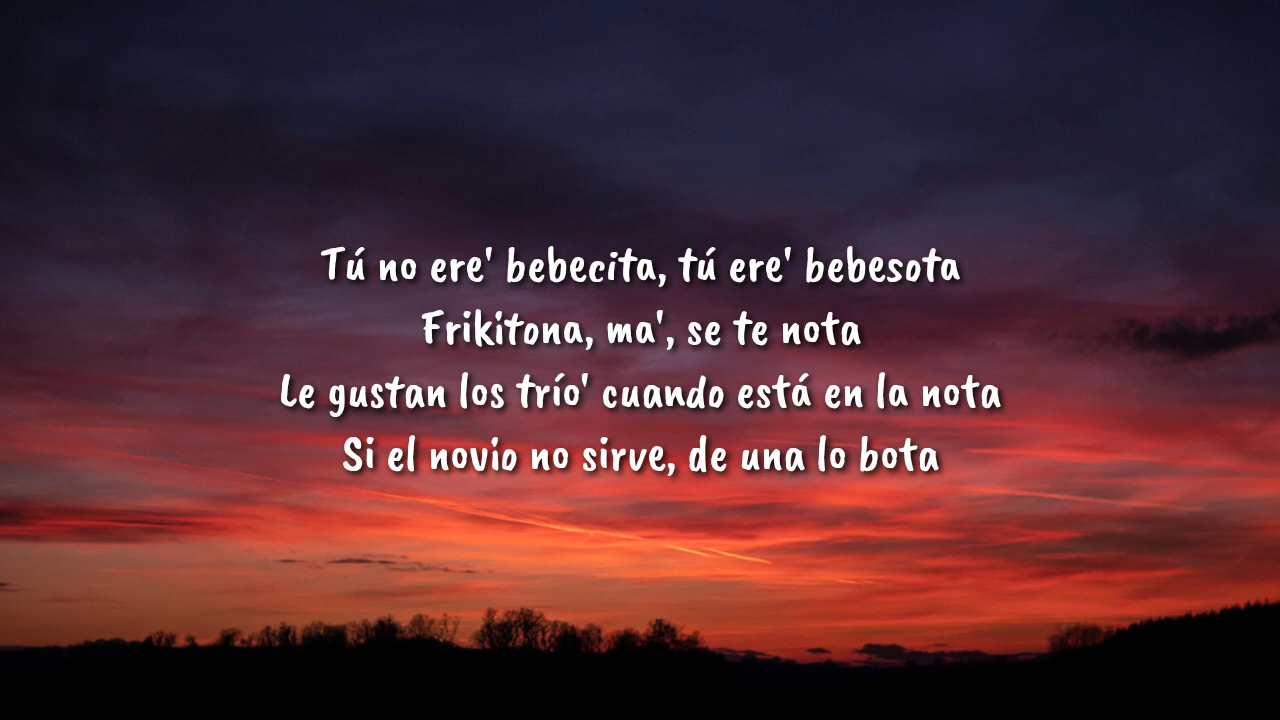 Tú no ere' bebecita, tú ere' bebesota
Frikitona, ma', se te nota
Le gustan los trío' cuando está en la nota
Si el novio no sirve, de una lo bota